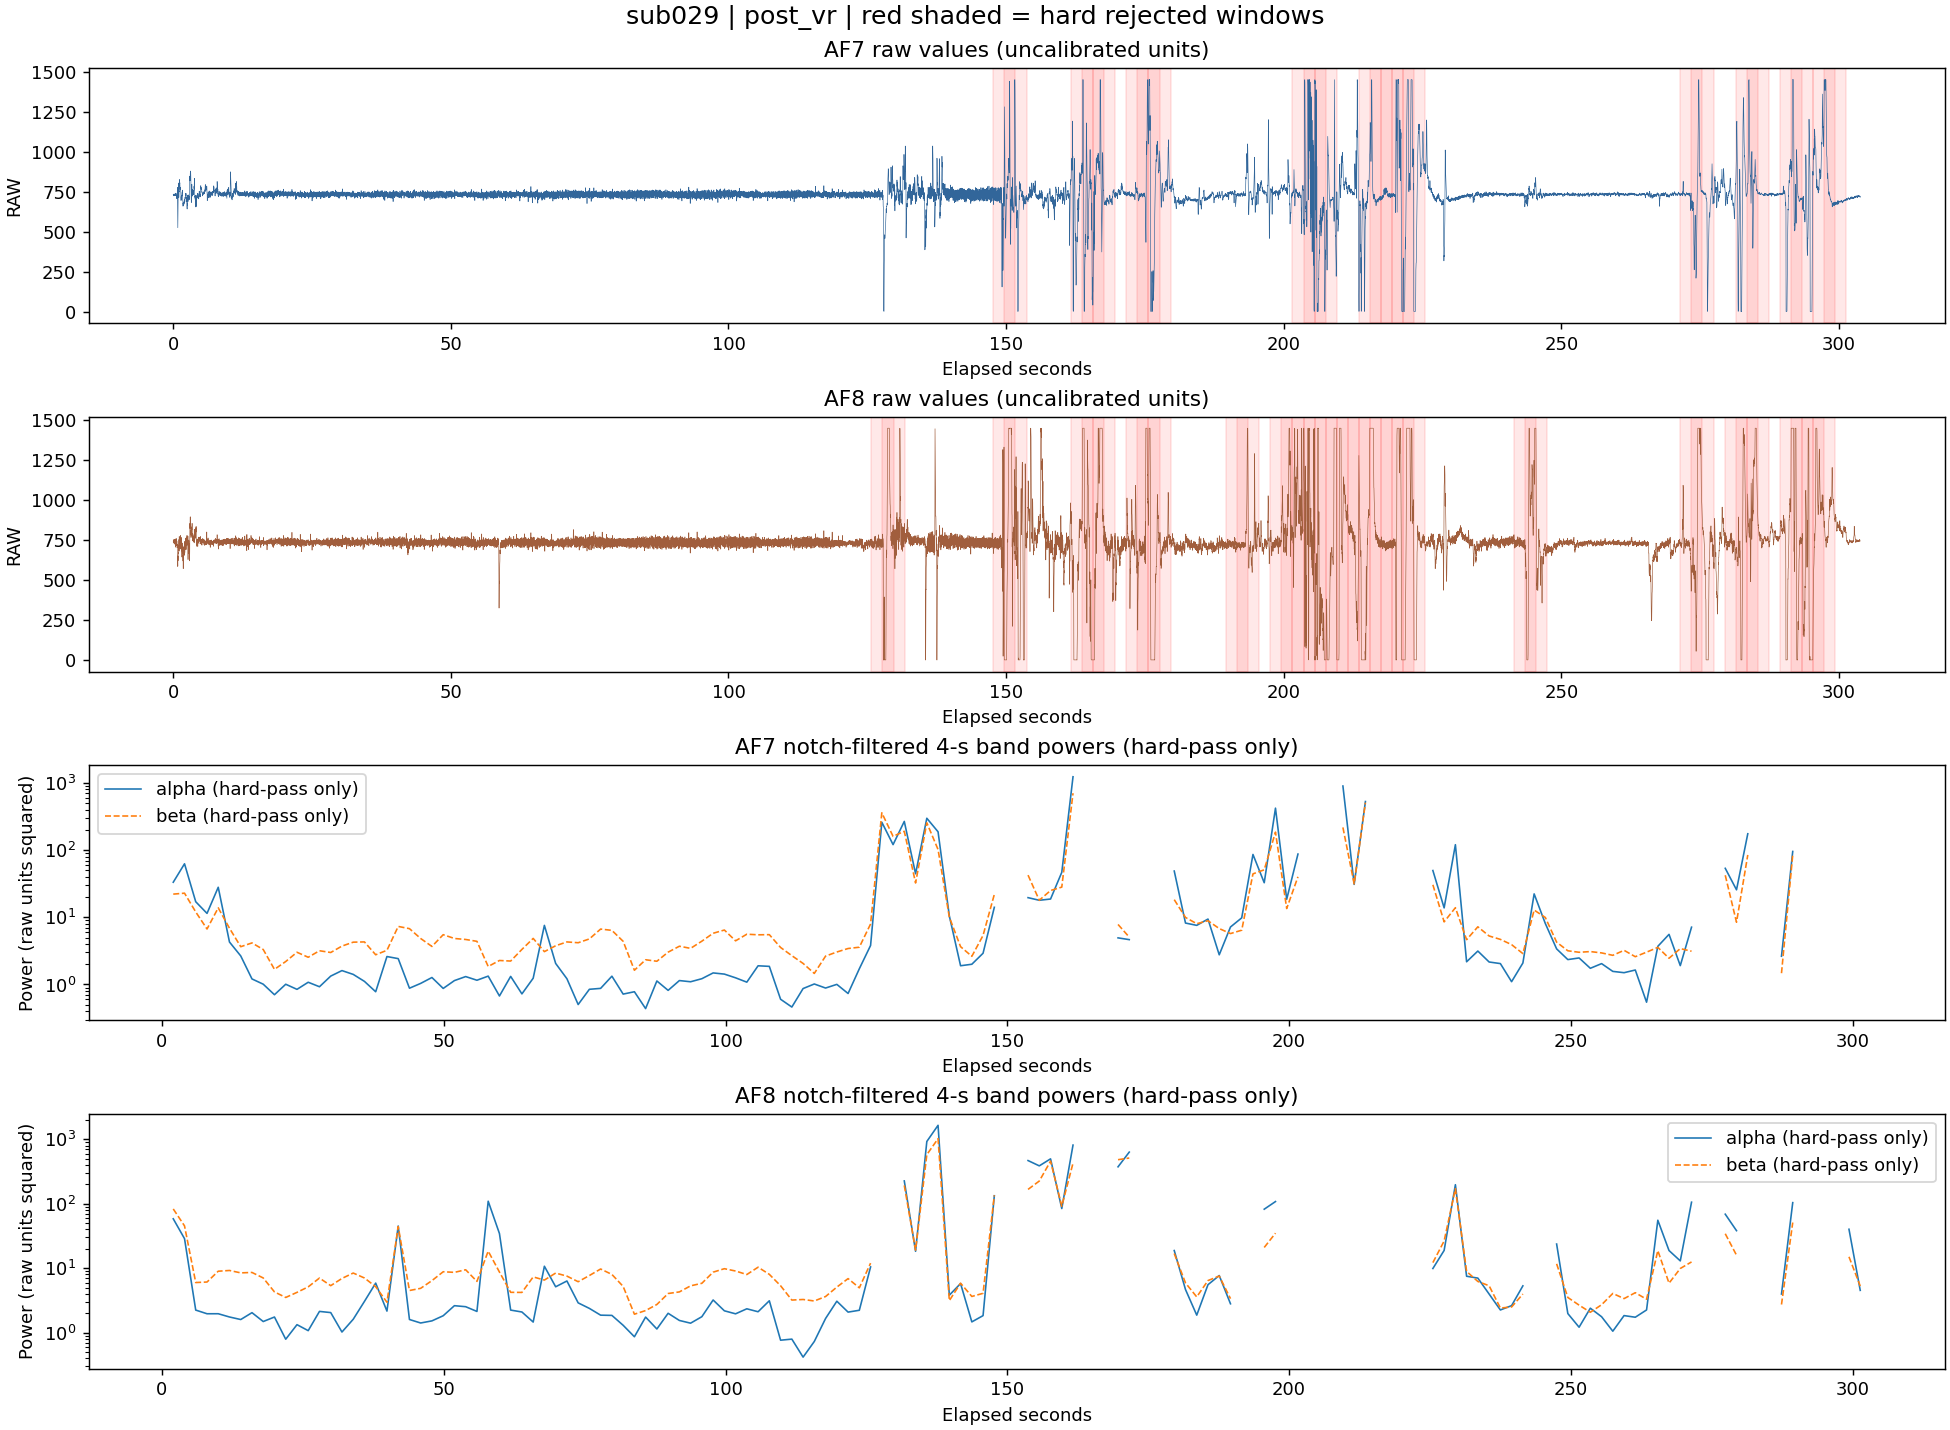 sub029 | post_vr | red shaded = hard rejected windows
AF7 raw values (uncalibrated units)
RAW
1500
1250
1000
750
500
250
0
0 50 100 150 200 250 300
Elapsed seconds
AF8 raw values (uncalibrated units)
RAW
1500
1250
1000
750
500
250
0
0 50 100 150 200 250 300
Elapsed seconds
AF7 notch-filtered 4-s band powers (hard-pass only)
Power (raw units squared)
10³
10²
10¹
10⁰
alpha (hard-pass only)
beta (hard-pass only)
0 50 100 150 200 250 300
Elapsed seconds
AF8 notch-filtered 4-s band powers (hard-pass only)
Power (raw units squared)
10³
10²
10¹
10⁰
alpha (hard-pass only)
beta (hard-pass only)
0 50 100 150 200 250 300
Elapsed seconds